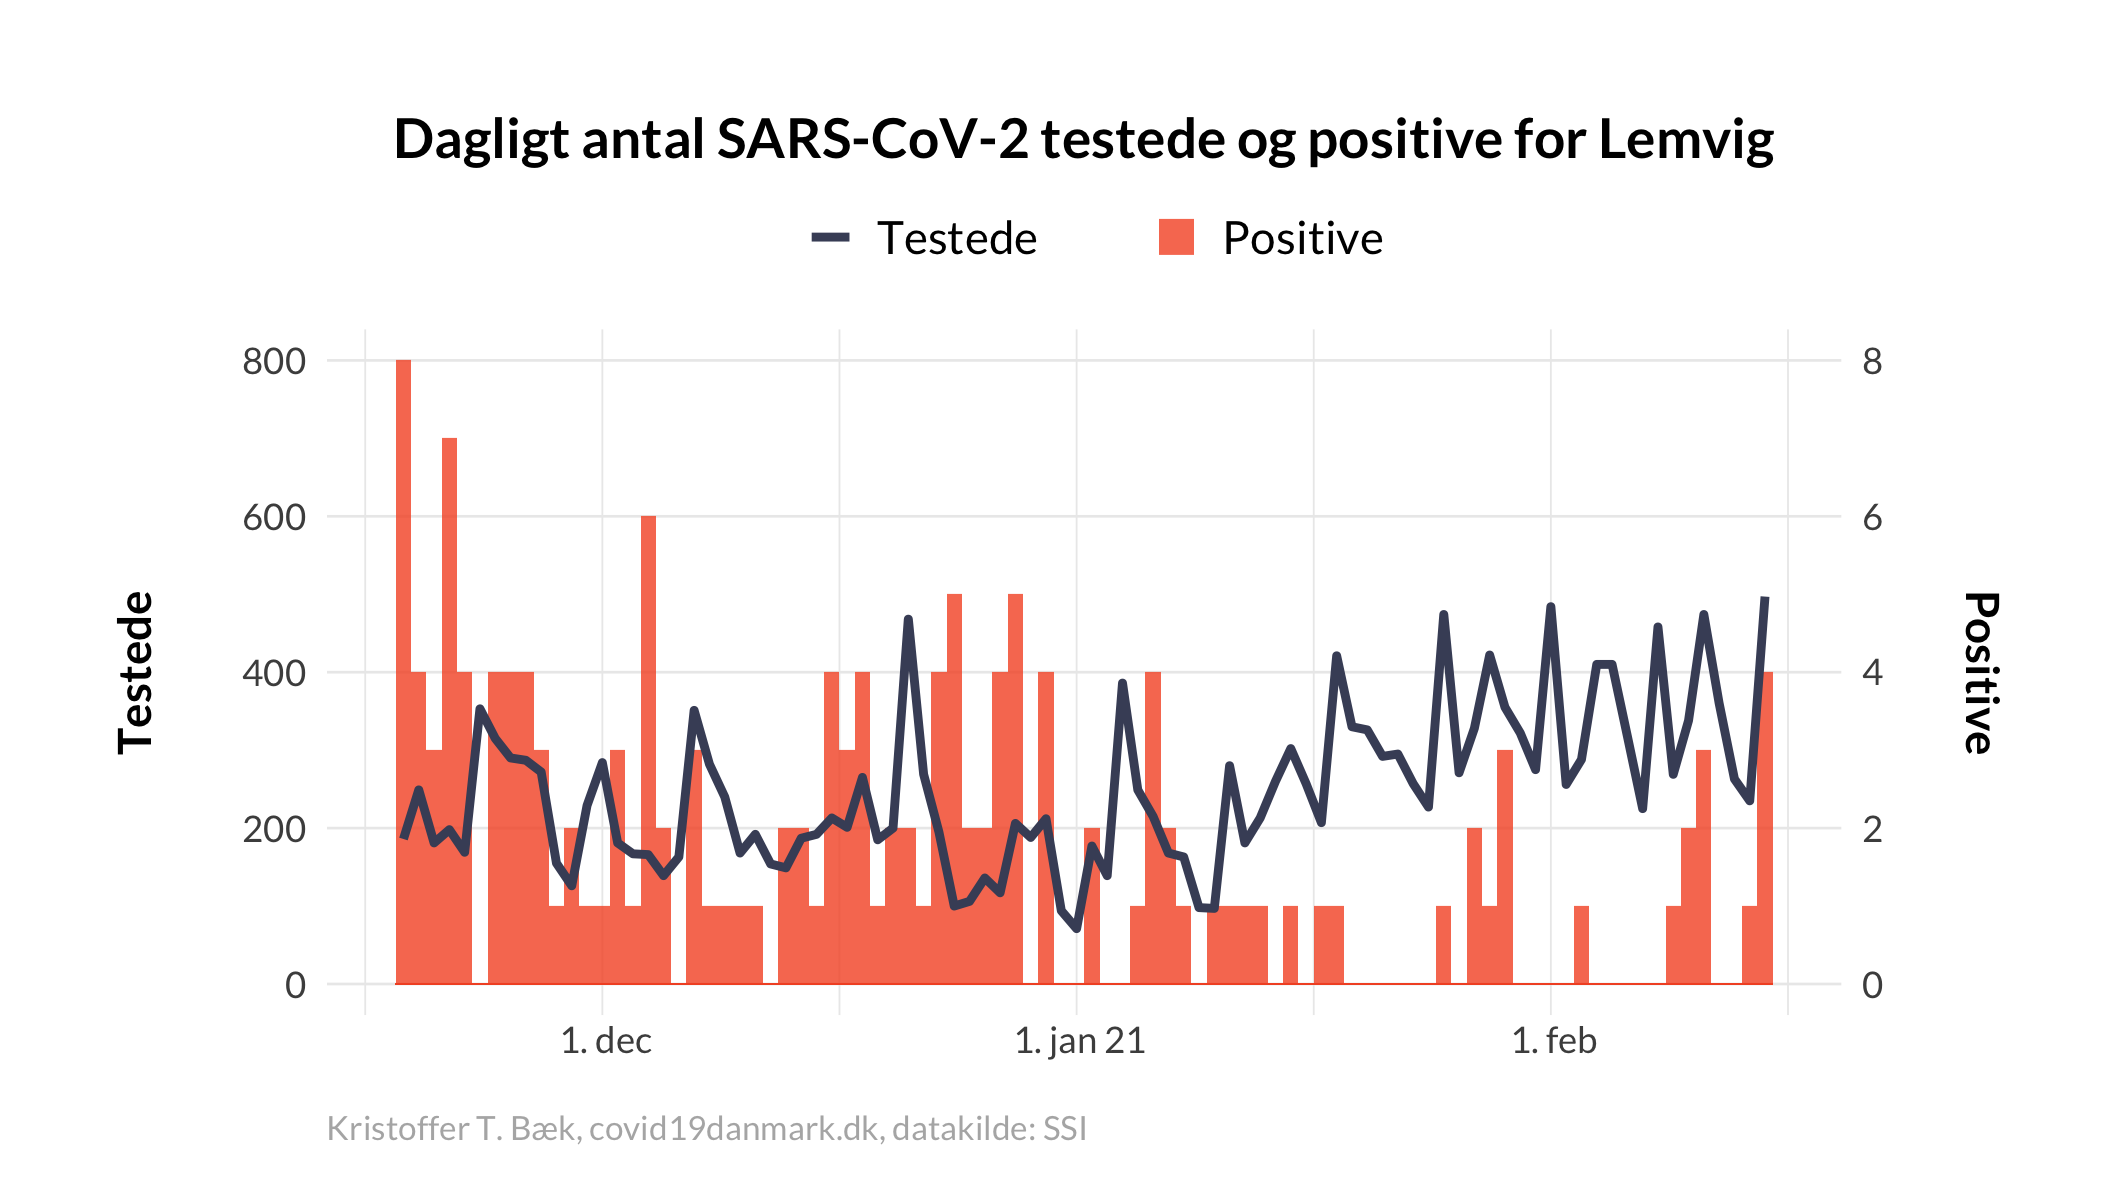 Dagligt antal SARS-CoV-2 testede og positive for Lemvig
Testede Positive
800 8
600 6
400 4
200 2
0 0
Testede
Positive
1. dec 1. jan 21 1. feb
Kristoffer T. Bæk, covid19danmark.dk, datakilde: SSI